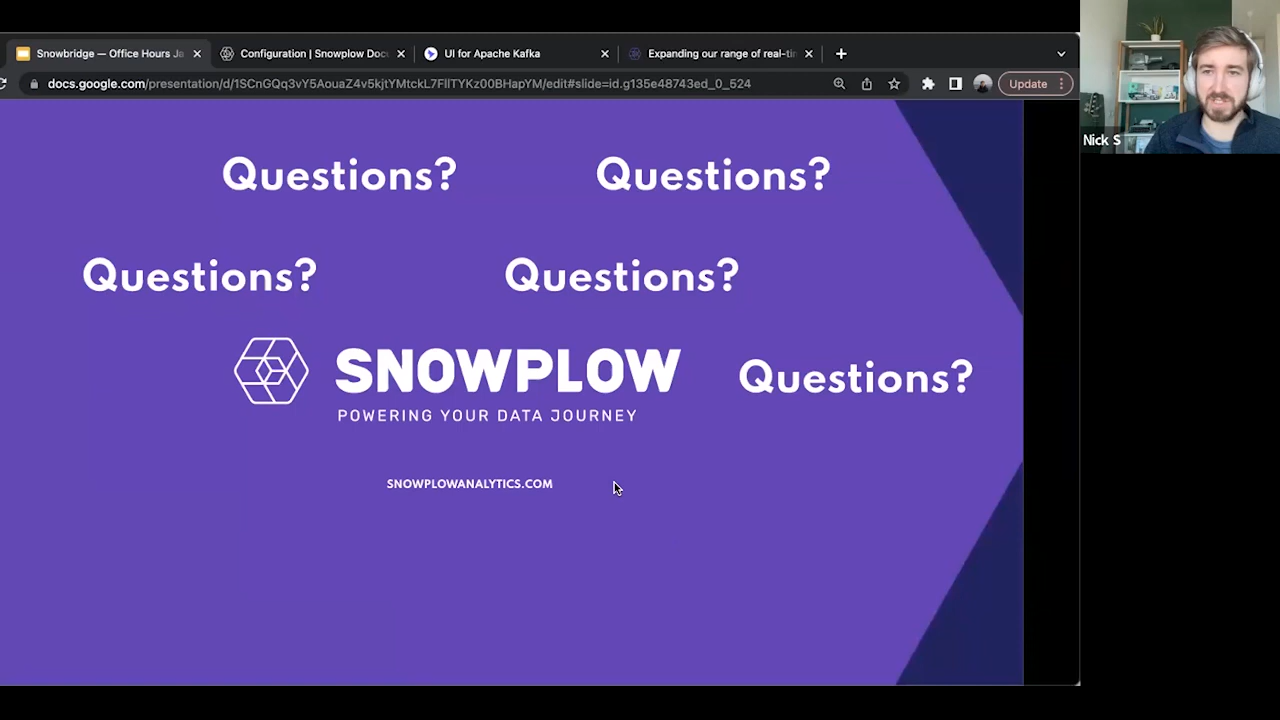 Snowbridge — Office Hours Ja
Configuration | Snowplow Doc
UI for Apache Kafka
Expanding our range of real-tin
docs.google.com/presentation/d/1SCnGQq3vY5AouaZ4v5kjtYMtckL7FilTYKz00BHapYM/edit#slide=id.g135e48743ed_0_524
Update
Nick S
Questions? Questions?
Questions? Questions?
SNOWPLOW
Questions?
POWERING YOUR DATA JOURNEY
SNOWPLOWANALYTICS.COM